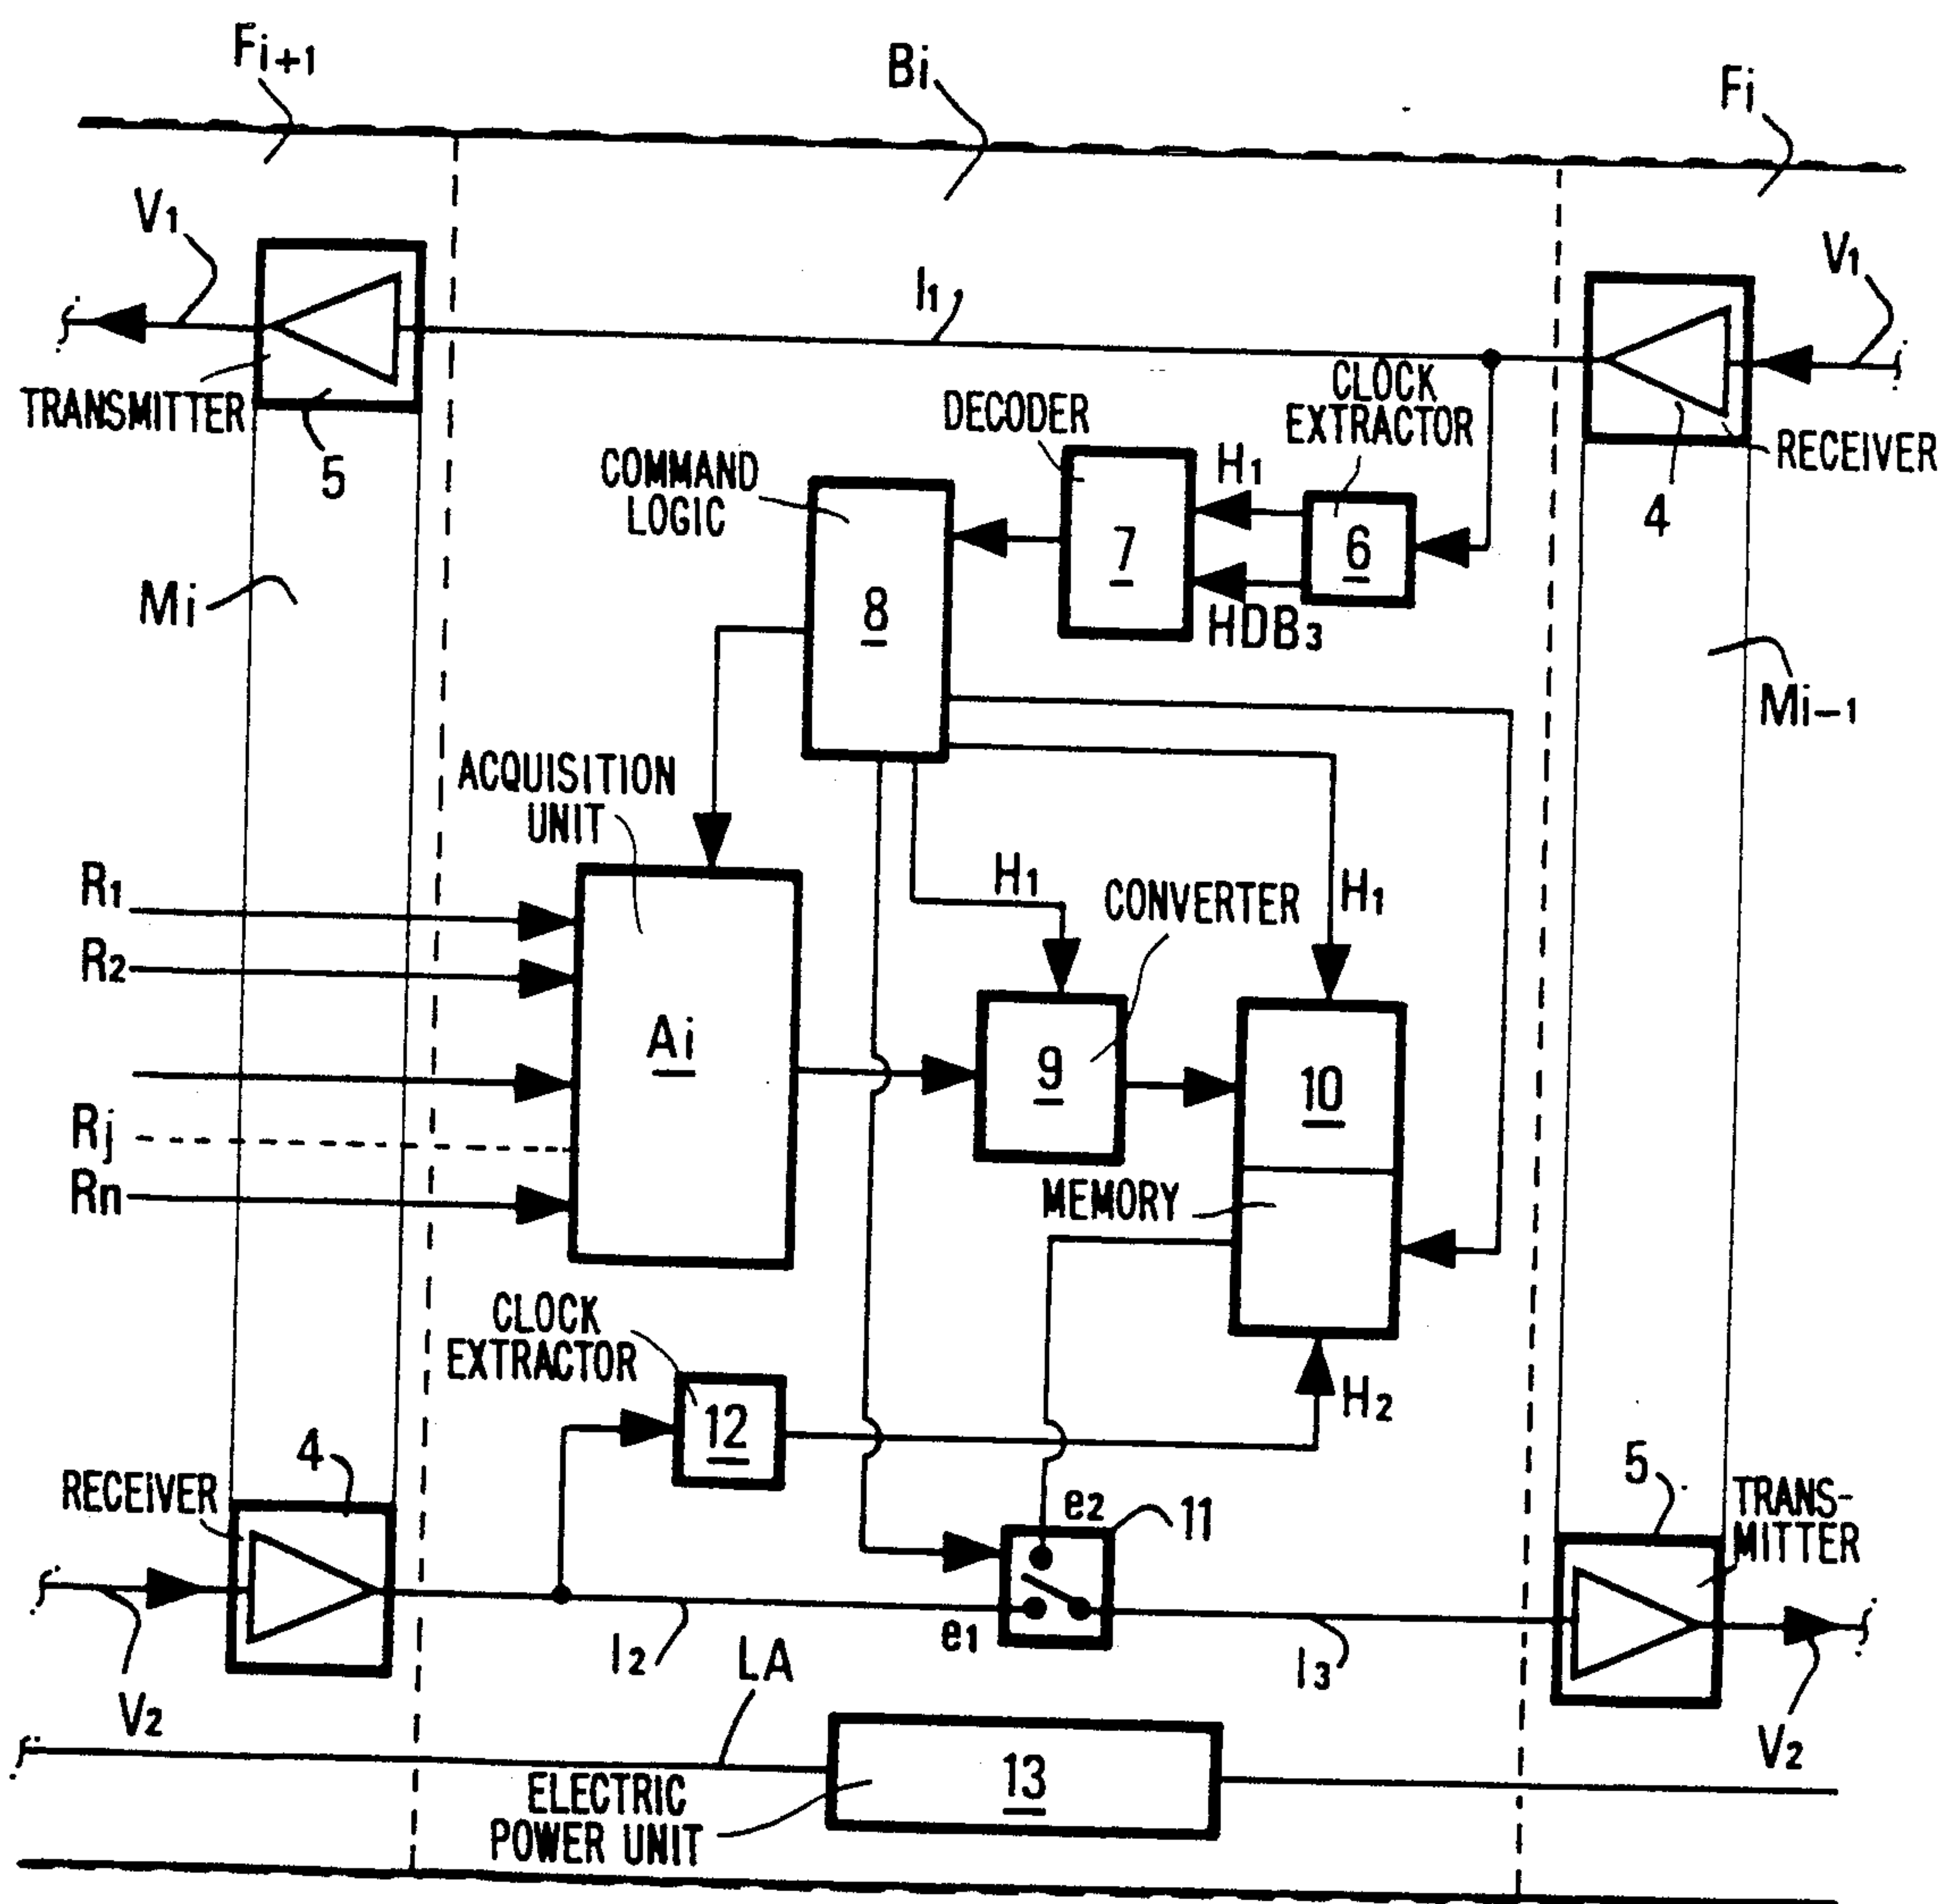 Fi+1
Bi
Fi
V1
V1
l1
TRANSMITTER
5
DECODER
CLOCK
EXTRACTOR
RECEIVER
4
COMMAND
LOGIC
H1
7
6
8
HDB3
Mi
Mi-1
ACQUISITION
UNIT
R1
H1
CONVERTER
H1
R2
Ai
9
10
Rj
Rn
MEMORY
CLOCK
EXTRACTOR
12
H2
RECEIVER
4
e2
11
5
TRANS-
MITTER
e1
l2
LA
l3
V2
V2
13
ELECTRIC
POWER UNIT